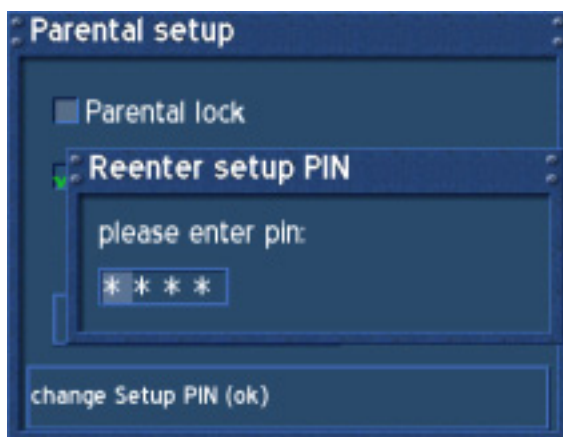 Parental setup
Parental lock
Reenter setup PIN
please enter pin:
* * * *
change Setup PIN (ok)